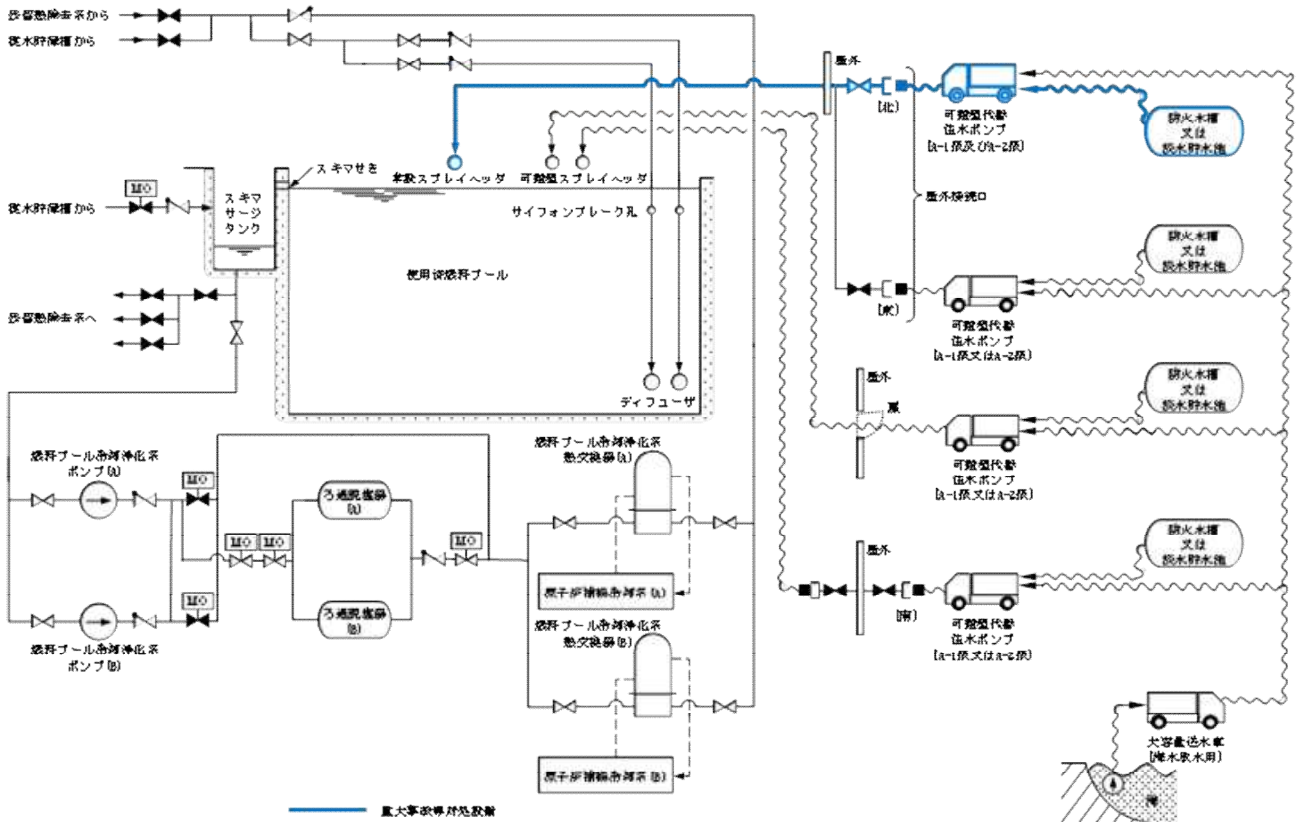 残留熱除去系から
復水貯蔵槽から
屋外
[北]
可搬型代替
注水ポンプ
[A-1級及びA-2級]
防火水槽
又は
淡水貯水池
スキマせき
常設スプレイヘッダ
可搬型スプレイヘッダ
MO
復水貯蔵槽から
スキマ
サージ
タンク
サイフォンブレーク孔
屋外接続口
使用済燃料プール
防火水槽
又は
淡水貯水池
[東]
可搬型代替
注水ポンプ
[A-1級又はA-2級]
残留熱除去系へ
屋外
扉
防火水槽
又は
淡水貯水池
ディフューザ
可搬型代替
注水ポンプ
[A-1級又はA-2級]
燃料プール冷却浄化系
ポンプ(A)
MO
ろ過脱塩器
(A)
燃料プール冷却浄化系
熱交換器(A)
MO
MO
MO
屋外
防火水槽
又は
淡水貯水池
原子炉補機冷却系(A)
[南]
可搬型代替
注水ポンプ
[A-1級又はA-2級]
MO
ろ過脱塩器
(B)
燃料プール冷却浄化系
ポンプ(B)
燃料プール冷却浄化系
熱交換器(B)
原子炉補機冷却系(B)
大容量送水車
[海水取水用]
海
重大事故等対処設備